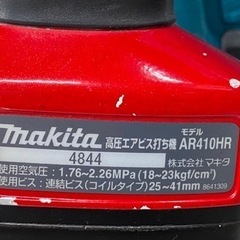 モデル
makita 高圧エアビス打ち機 AR410HR
4844 株式会社マキタ
使用空気圧：1.76~2.26MPa(18~23kgf/cm²)
使用ビス：連結ビス(コイルタイプ)25~41mm 8641309